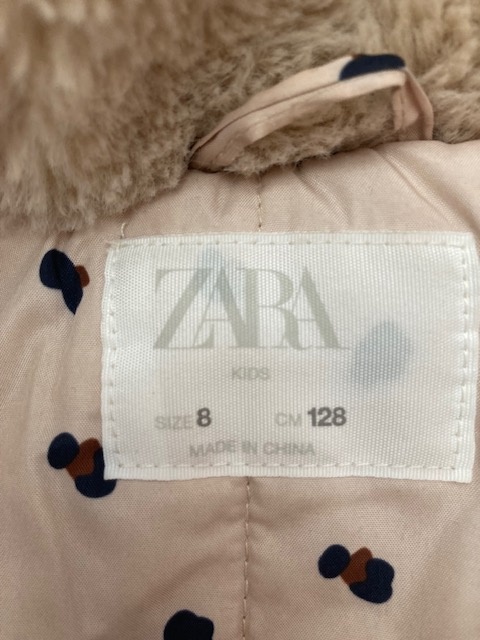 ZARA
KIDS
SIZE 8 CM 128
MADE IN CHINA